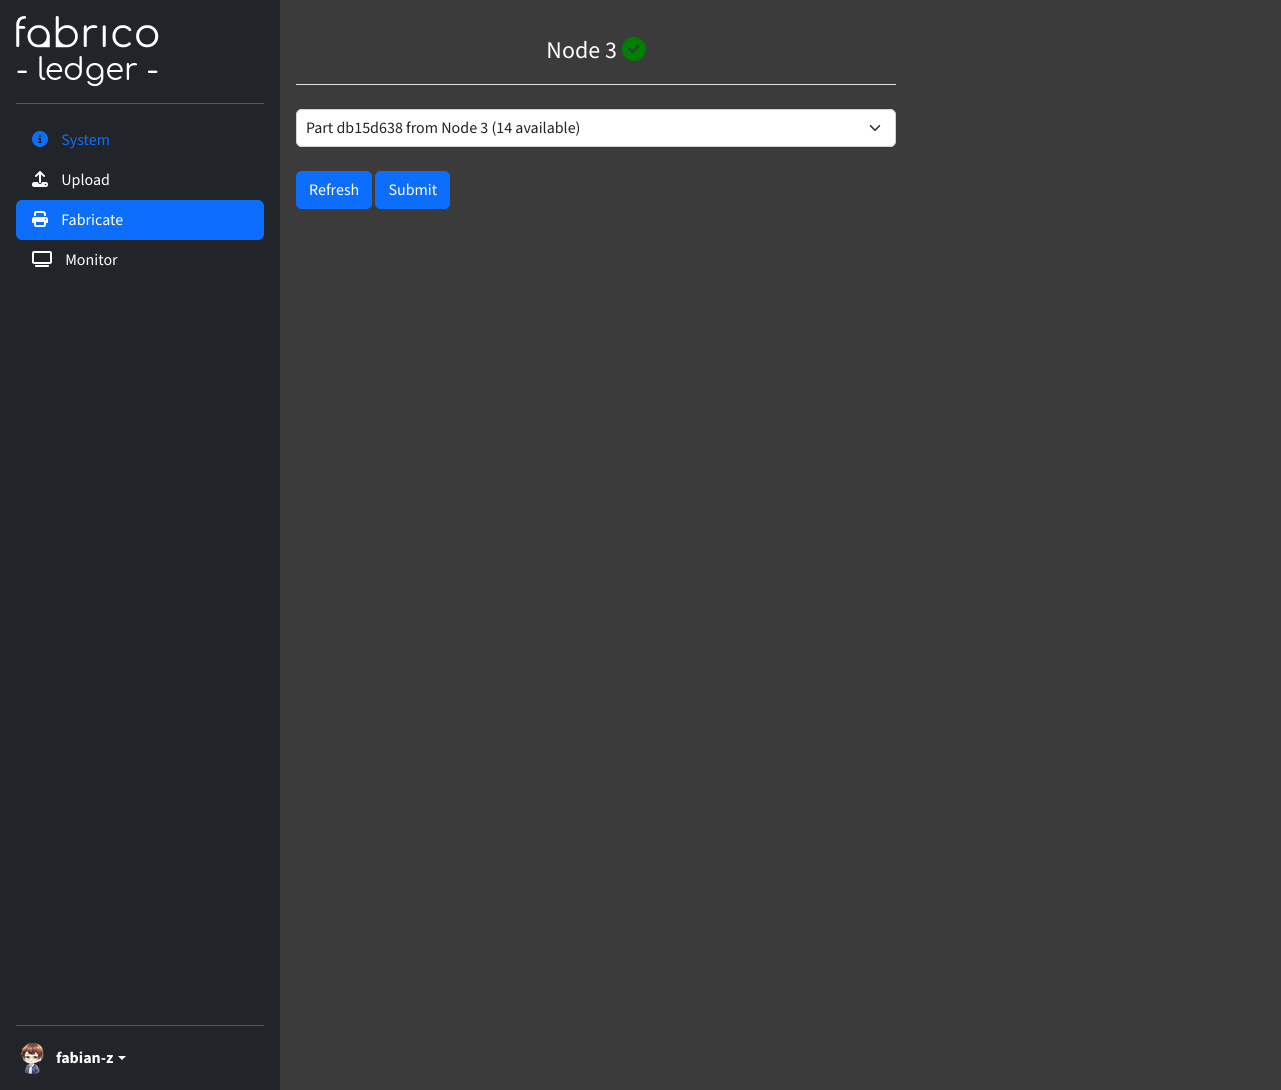 fabrico
- ledger -
System
Upload
Fabricate
Monitor
fabian-z
Node 3
Part db15d638 from Node 3 (14 available)
Refresh Submit